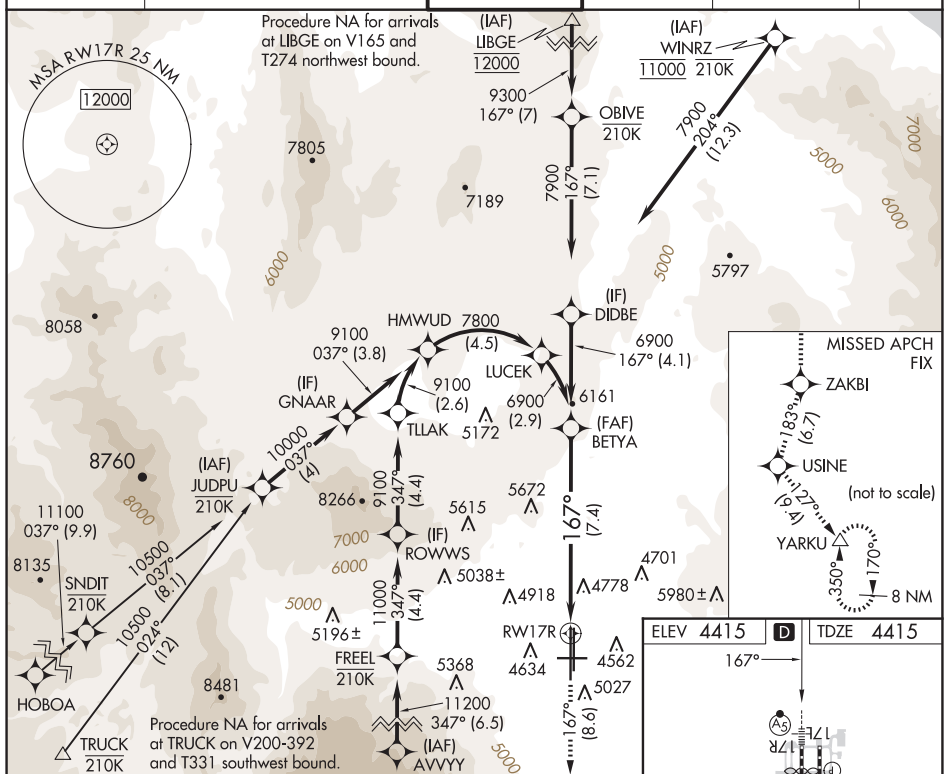 Procedure NA for arrivals
at LIBGE on V165 and
T274 northwest bound.
(IAF)
LIBGE
12000
(IAF)
WINRZ
11000 210K
MSA RW17R 25 NM
12000
9300
167° (7)
OBIVE
210K
7900
204°
(12.3)
7000
5000
6000
7805
7189
7900
167°
(7.1)
6000
5000
5797
8058
(IF)
DIDBE
HMWUD
7800
(4.5)
9100
037° (3.8)
LUCEK
6900
167° (4.1)
MISSED APCH
FIX
ZAKBI
183°
(6.7)
USINE
(not to scale)
127°
(9.4)
YARKU
350°
170°
8 NM
(IF)
GNAAR
9100
(2.6)
6900
(2.9)
6161
TLLAK
5172
(FAF)
BETYA
10000
037°
(4)
8760
8000
(IAF)
JUDPU
210K
8266
9100
347°
(4.4)
5615
5672
167°
(7.4)
11100
037° (9.9)
7000
6000
(IF)
ROWWS
8135
SNDIT
210K
10500
037°
(8.1)
5038±
4918
4778
4701
5980±
5000
5196±
11000
347°
(4.4)
10500
024°
(12)
RW17R
4634
4562
FREEL
210K
5368
5027
HOBOA
8481
11200
347° (6.5)
167°
(8.6)
TRUCK
210K
Procedure NA for arrivals
at TRUCK on V200-392
and T331 southwest bound.
(IAF)
AVVYY
5000
ELEV 4415
D
TDZE 4415
167°
A5
17R
17L
P